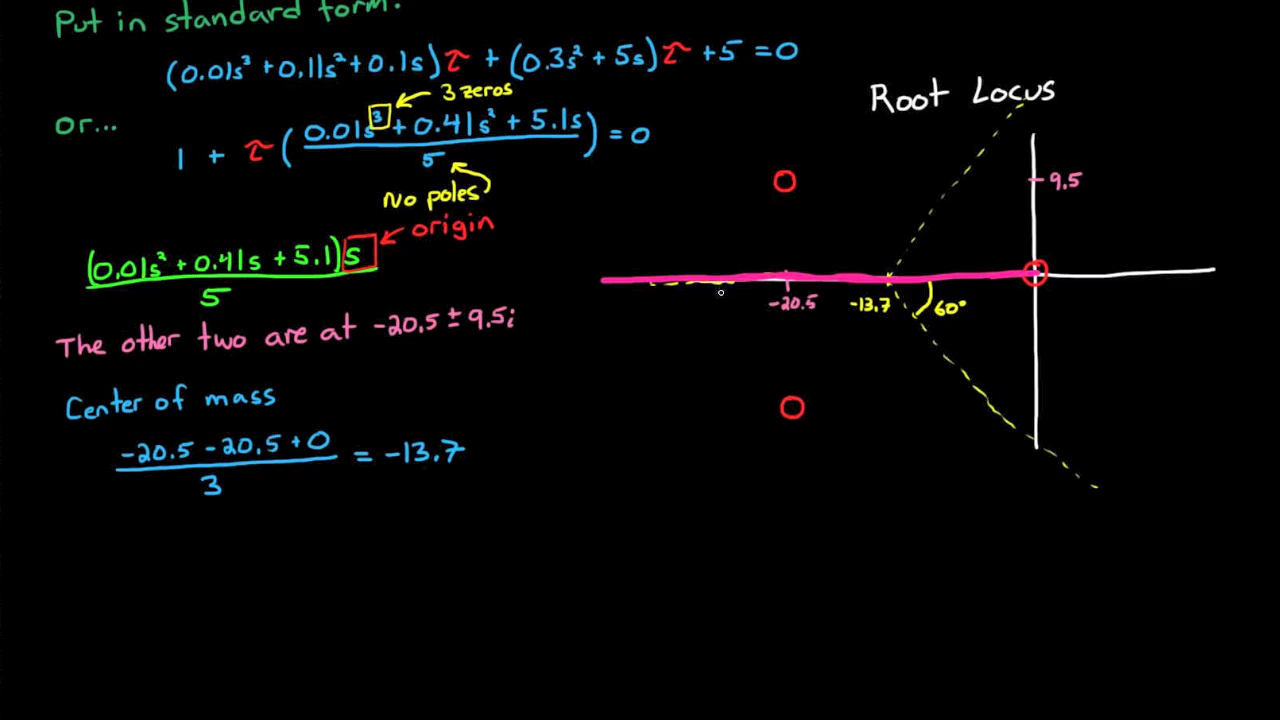 Put in standard form.
(0.01s³ + 0.11s² + 0.1s)τ + (0.3s² + 5s)τ + 5 = 0
3 zeros
or...
1 + τ ( 0.01s³ + 0.41s² + 5.1s ) = 0
5
No poles
origin
(0.01s² + 0.41s + 5.1)s
5
The other two are at -20.5 ± 9.5i
Center of mass
-20.5 - 20.5 + 0 = -13.7
3
Root Locus
9.5
-20.5
-13.7
60°